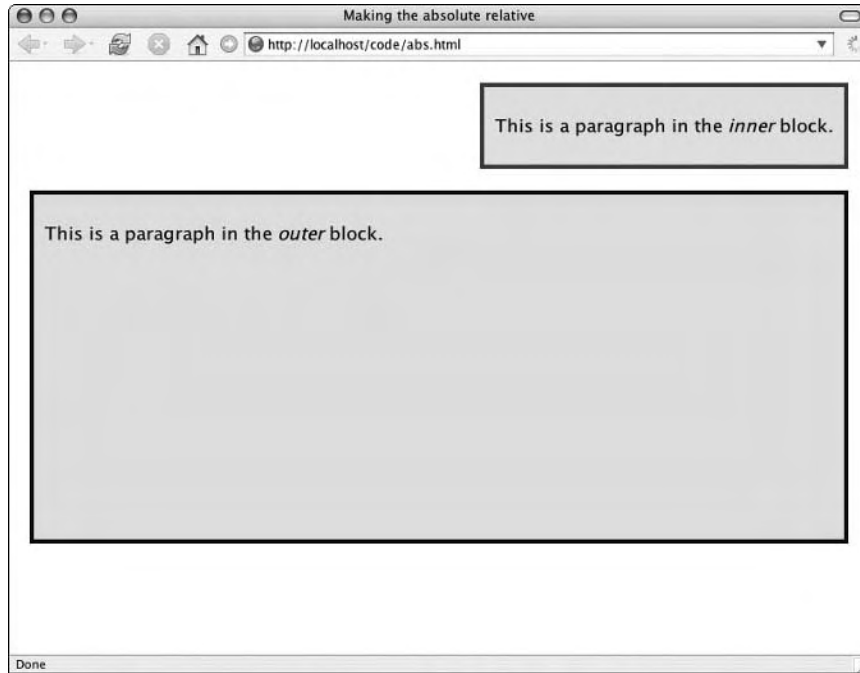 Making the absolute relative
http://localhost/code/abs.html
This is a paragraph in the inner block.
This is a paragraph in the outer block.
Done